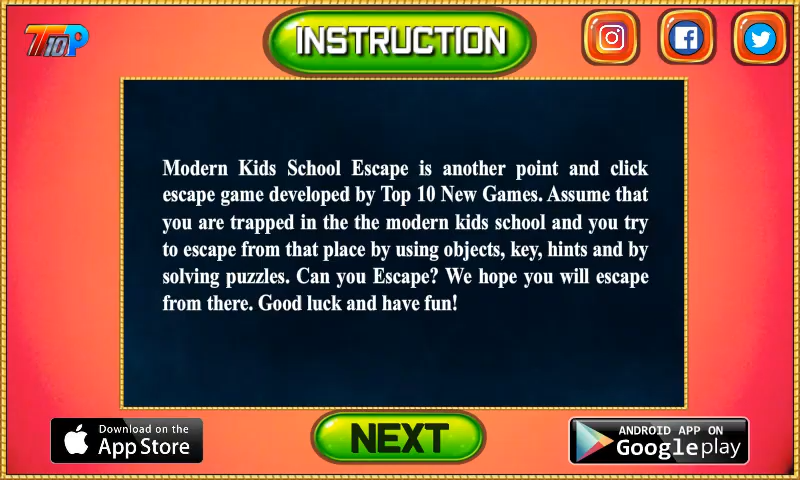 T10P
INSTRUCTION
Modern Kids School Escape is another point and click
escape game developed by Top 10 New Games. Assume that
you are trapped in the the modern kids school and you try
to escape from that place by using objects, key, hints and by
solving puzzles. Can you Escape? We hope you will escape
from there. Good luck and have fun!
Download on the
App Store
NEXT
ANDROID APP ON
Google play